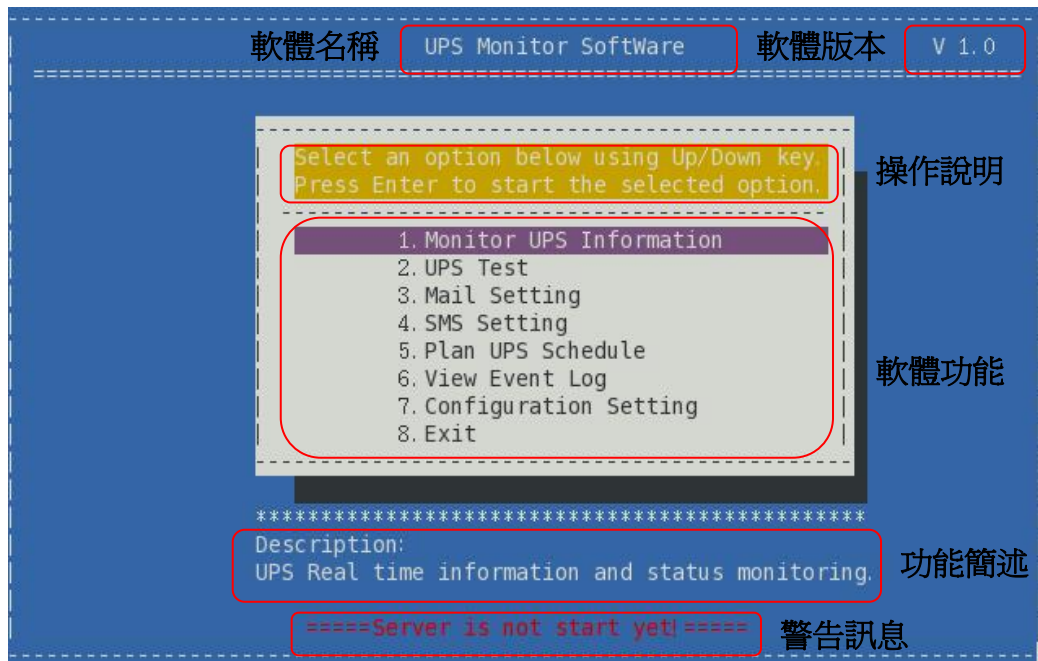 軟體名稱 UPS Monitor SoftWare 軟體版本 V 1.0
Select an option below using Up/Down key.
Press Enter to start the selected option.
操作說明
1.Monitor UPS Information
2.UPS Test
3.Mail Setting
4.SMS Setting
5.Plan UPS Schedule
6.View Event Log
7.Configuration Setting
8.Exit
軟體功能
Description:
UPS Real time information and status monitoring.
功能簡述
=====Server is not start yet!=====
警告訊息